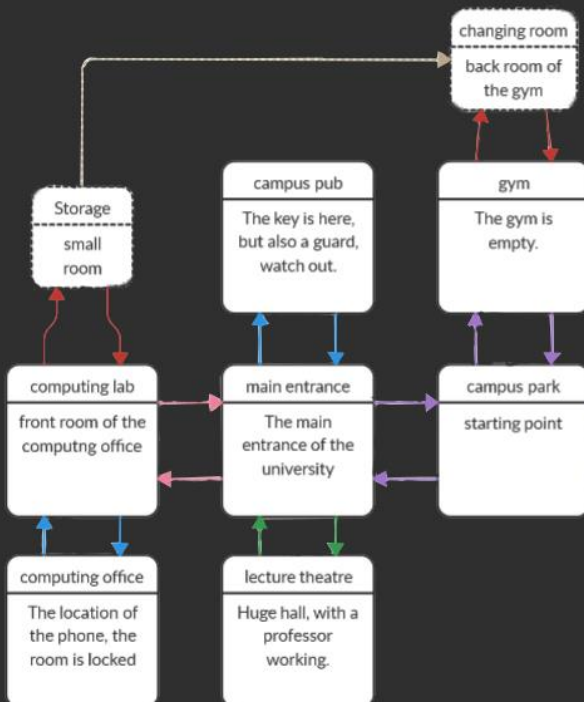 changing room
back room of
the gym
campus pub
The key is here,
but also a guard,
watch out.
gym
The gym is
empty.
Storage
small
room
computing lab
front room of the
computng office
main entrance
The main
entrance of the
university
campus park
starting point
computing office
The location of
the phone, the
room is locked
lecture theatre
Huge hall, with a
professor
working.